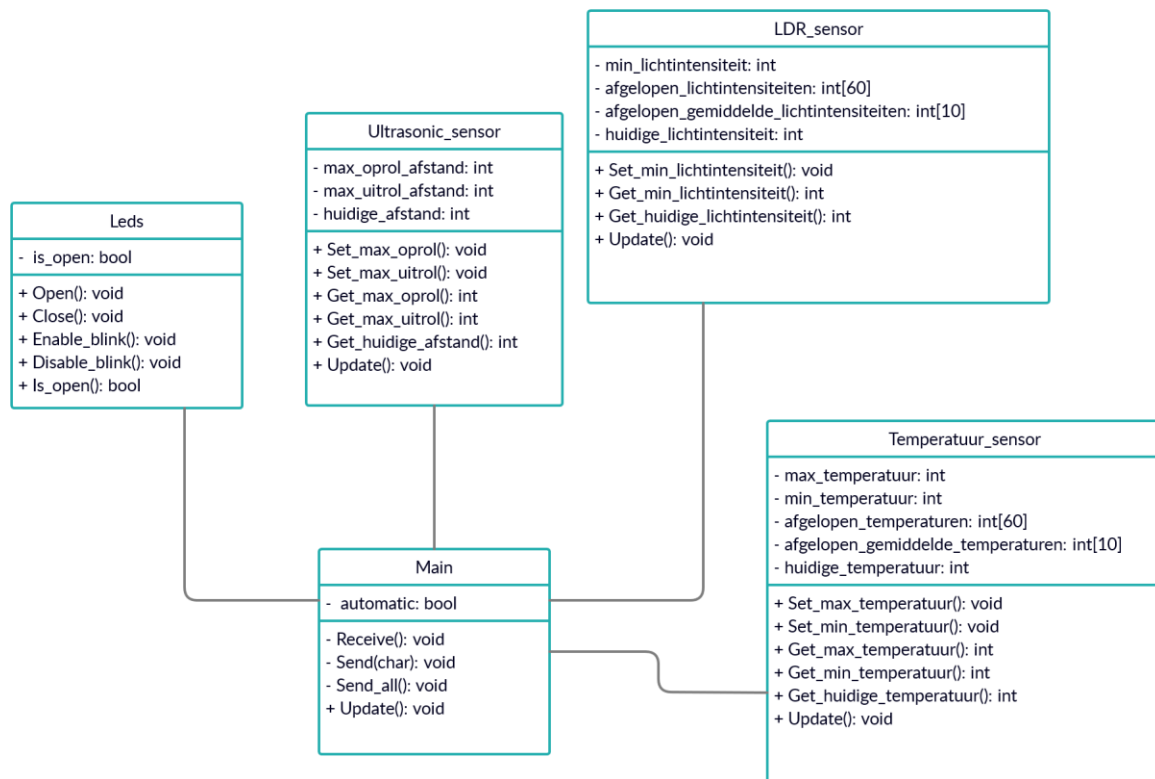 LDR_sensor
- min_lichtintensiteit: int
- afgelopen_lichtintensiteiten: int[60]
- afgelopen_gemiddelde_lichtintensiteiten: int[10]
- huidige_lichtintensiteit: int
+ Set_min_lichtintensiteit(): void
+ Get_min_lichtintensiteit(): int
+ Get_huidige_lichtintensiteit(): int
+ Update(): void
Ultrasonic_sensor
- max_oprol_afstand: int
- max_uitrol_afstand: int
- huidige_afstand: int
+ Set_max_oprol(): void
+ Set_max_uitrol(): void
+ Get_max_oprol(): int
+ Get_max_uitrol(): int
+ Get_huidige_afstand(): int
+ Update(): void
Leds
- is_open: bool
+ Open(): void
+ Close(): void
+ Enable_blink(): void
+ Disable_blink(): void
+ Is_open(): bool
Temperatuur_sensor
- max_temperatuur: int
- min_temperatuur: int
- afgelopen_temperaturen: int[60]
- afgelopen_gemiddelde_temperaturen: int[10]
- huidige_temperatuur: int
+ Set_max_temperatuur(): void
+ Set_min_temperatuur(): void
+ Get_max_temperatuur(): int
+ Get_min_temperatuur(): int
+ Get_huidige_temperatuur(): int
+ Update(): void
Main
- automatic: bool
- Receive(): void
- Send(char): void
- Send_all(): void
+ Update(): void